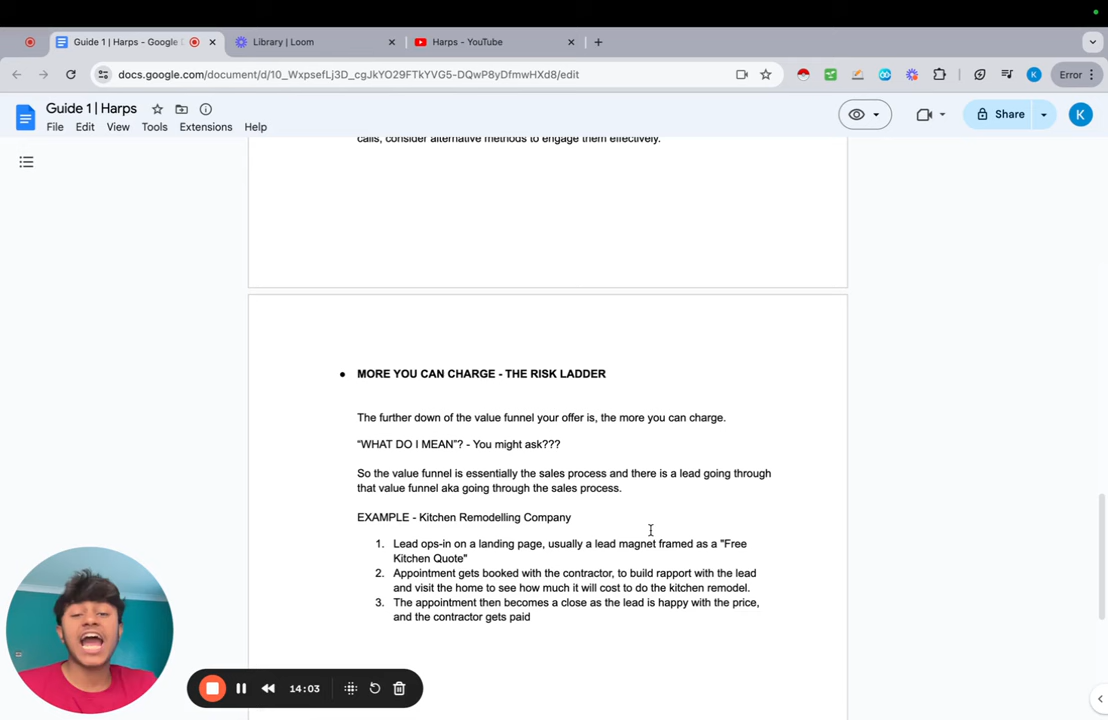 Guide 1 | Harps - Google
Library | Loom
Harps - YouTube
docs.google.com/document/d/10_WxpsefLj3D_cgJkYO29FTkYVG5-DQwP8yDfmwHXd8/edit
K
Error
Guide 1 | Harps
File Edit View Tools Extensions Help
Share
K
calls, consider alternative methods to engage them effectively.
MORE YOU CAN CHARGE - THE RISK LADDER
The further down of the value funnel your offer is, the more you can charge.
“WHAT DO I MEAN”? - You might ask???
So the value funnel is essentially the sales process and there is a lead going through
that value funnel aka going through the sales process.
EXAMPLE - Kitchen Remodelling Company
1. Lead ops-in on a landing page, usually a lead magnet framed as a "Free
Kitchen Quote"
2. Appointment gets booked with the contractor, to build rapport with the lead
and visit the home to see how much it will cost to do the kitchen remodel.
3. The appointment then becomes a close as the lead is happy with the price,
and the contractor gets paid
14:03